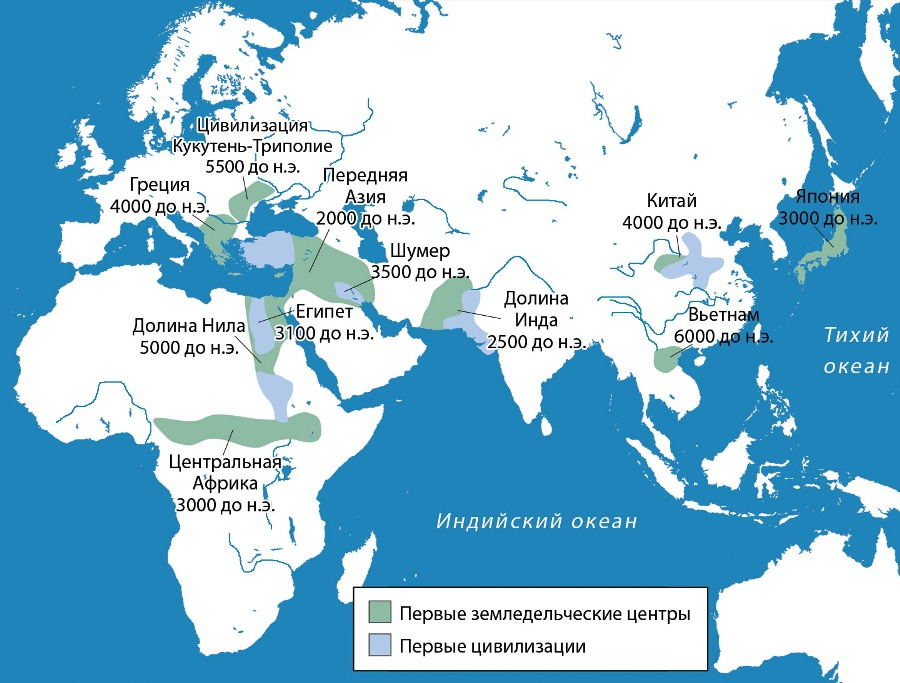 Цивилизация
Кукутень-Триполие
5500 до н.э.
Греция
4000 до н.э.
Передняя
Азия
2000 до н.э.
Шумер
3500 до н.э.
Китай
4000 до н.э.
Япония
3000 до н.э.
Долина Нила
5000 до н.э.
Египет
3100 до н.э.
Долина
Инда
2500 до н.э.
Вьетнам
6000 до н.э.
Тихий
океан
Центральная
Африка
3000 до н.э.
Индийский океан
Первые земледельческие центры
Первые цивилизации